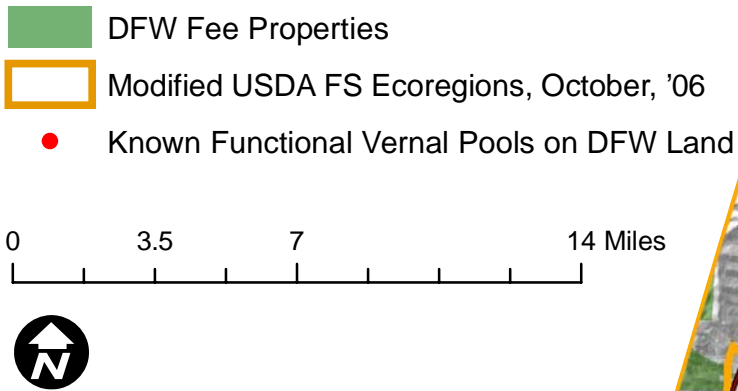 DFW Fee Properties
Modified USDA FS Ecoregions, October, '06
Known Functional Vernal Pools on DFW Land
0 3.5 7 14 Miles
N